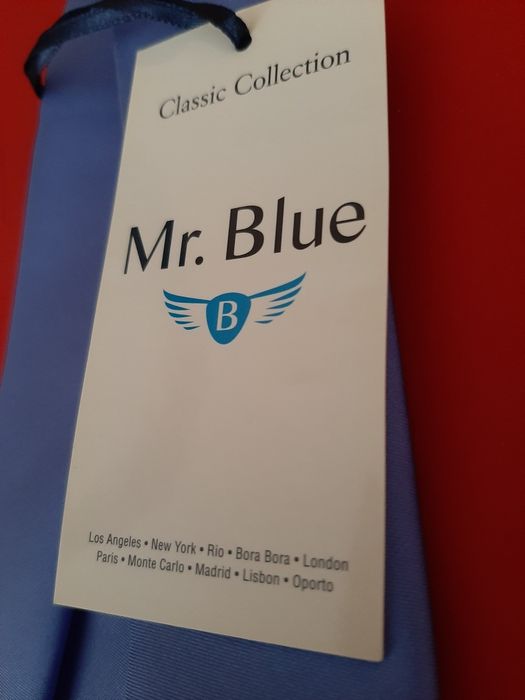 Classic Collection
Mr. Blue
B
Los Angeles • New York • Rio • Bora Bora • London
Paris • Monte Carlo • Madrid • Lisbon • Oporto